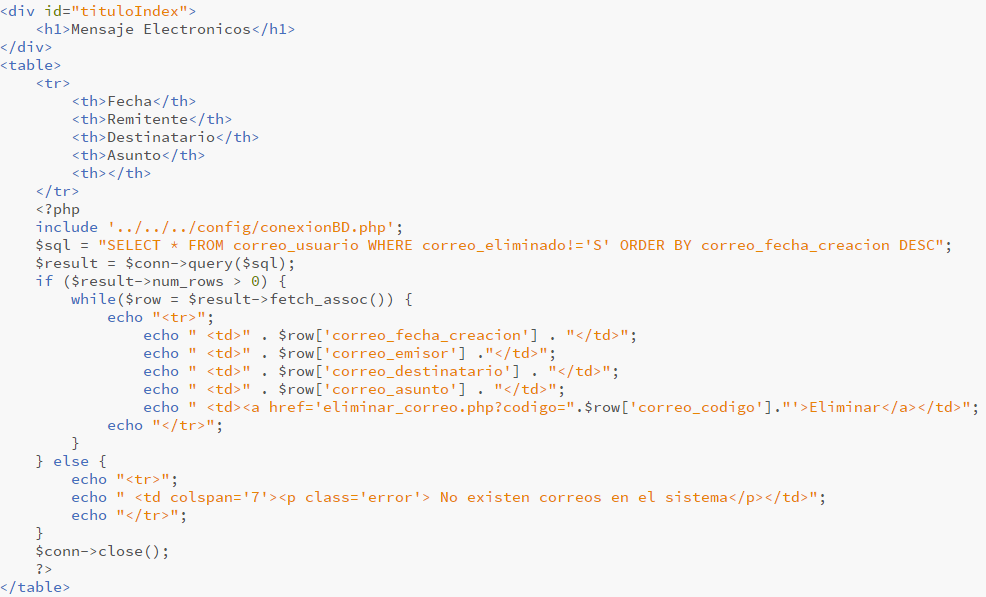 <div id="tituloIndex">
    <h1>Mensaje Electronicos</h1>
</div>
<table>
    <tr>
        <th>Fecha</th>
        <th>Remitente</th>
        <th>Destinatario</th>
        <th>Asunto</th>
        <th></th>
    </tr>
    <?php
    include '../../../config/conexionBD.php';
    $sql = "SELECT * FROM correo_usuario WHERE correo_eliminado!='S' ORDER BY correo_fecha_creacion DESC";
    $result = $conn->query($sql);
    if ($result->num_rows > 0) {
        while($row = $result->fetch_assoc()) {
            echo "<tr>";
                echo " <td>" . $row['correo_fecha_creacion'] . "</td>";
                echo " <td>" . $row['correo_emisor'] ."</td>";
                echo " <td>" . $row['correo_destinatario'] . "</td>";
                echo " <td>" . $row['correo_asunto'] . "</td>";
                echo " <td><a href='eliminar_correo.php?codigo=".$row['correo_codigo']."'>Eliminar</a></td>";
            echo "</tr>";
        }
    } else {
        echo "<tr>";
        echo " <td colspan='7'><p class='error'> No existen correos en el sistema</p></td>";
        echo "</tr>";
    }
    $conn->close();
    ?>
</table>